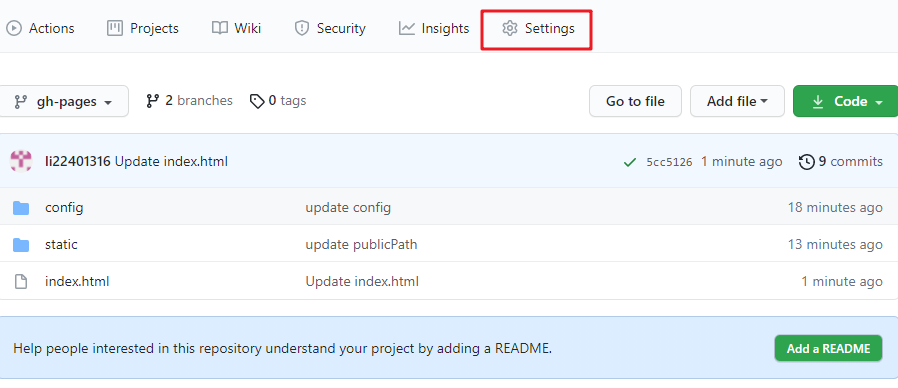 Actions Projects Wiki Security Insights Settings
gh-pages 2 branches 0 tags Go to file Add file Code
li22401316 Update index.html 5cc5126 1 minute ago 9 commits
config update config 18 minutes ago
static update publicPath 13 minutes ago
index.html Update index.html 1 minute ago
Help people interested in this repository understand your project by adding a README. Add a README